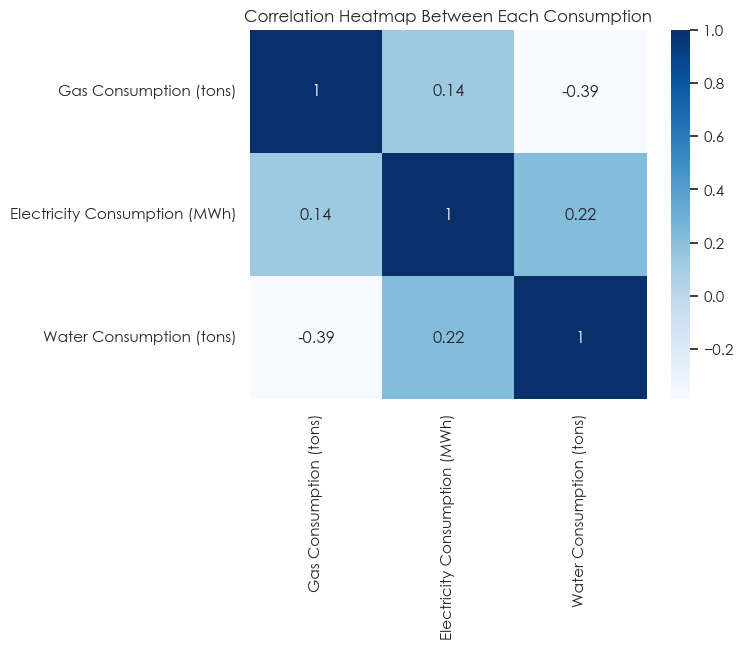 Correlation Heatmap Between Each Consumption
Gas Consumption (tons)
1
0.14
-0.39
Electricity Consumption (MWh)
0.14
1
0.22
Water Consumption (tons)
-0.39
0.22
1
Gas Consumption (tons)
Electricity Consumption (MWh)
Water Consumption (tons)
1.0
0.8
0.6
0.4
0.2
0.0
−0.2